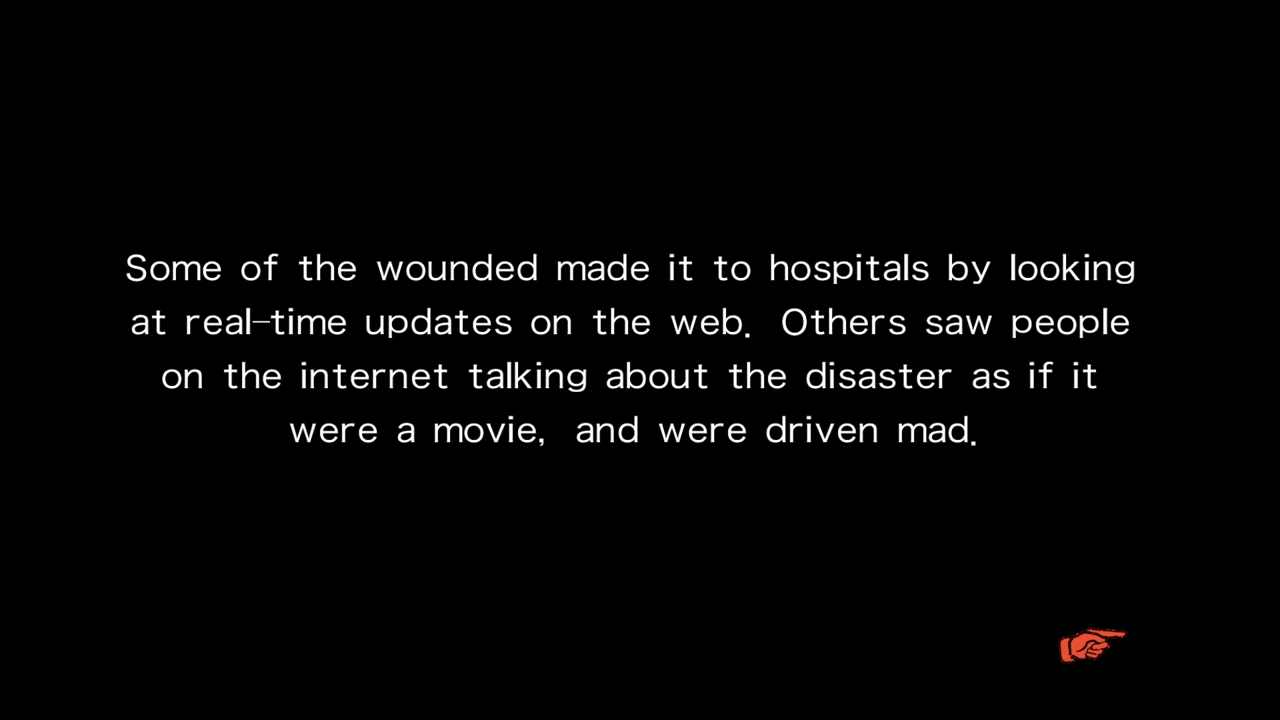 Some of the wounded made it to hospitals by looking
at real-time updates on the web. Others saw people
on the internet talking about the disaster as if it
were a movie, and were driven mad.